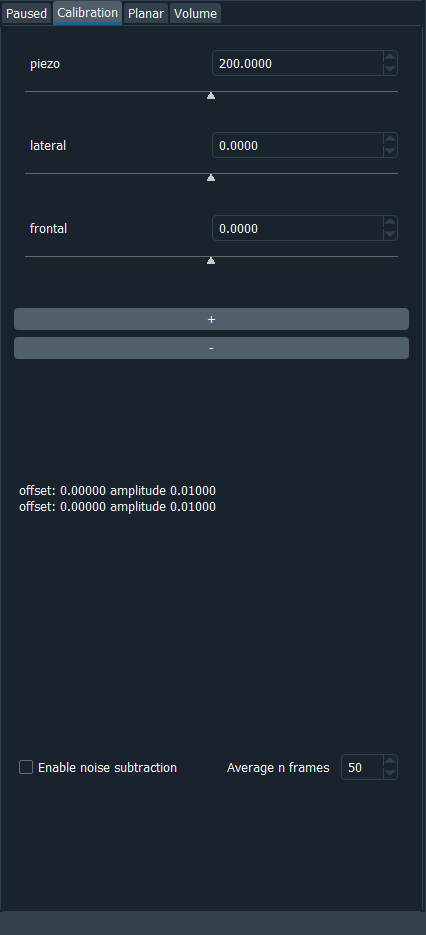 Paused Calibration Planar Volume
piezo 200.0000
lateral 0.0000
frontal 0.0000
+
-
offset: 0.00000 amplitude 0.01000
offset: 0.00000 amplitude 0.01000
Enable noise subtraction Average n frames 50